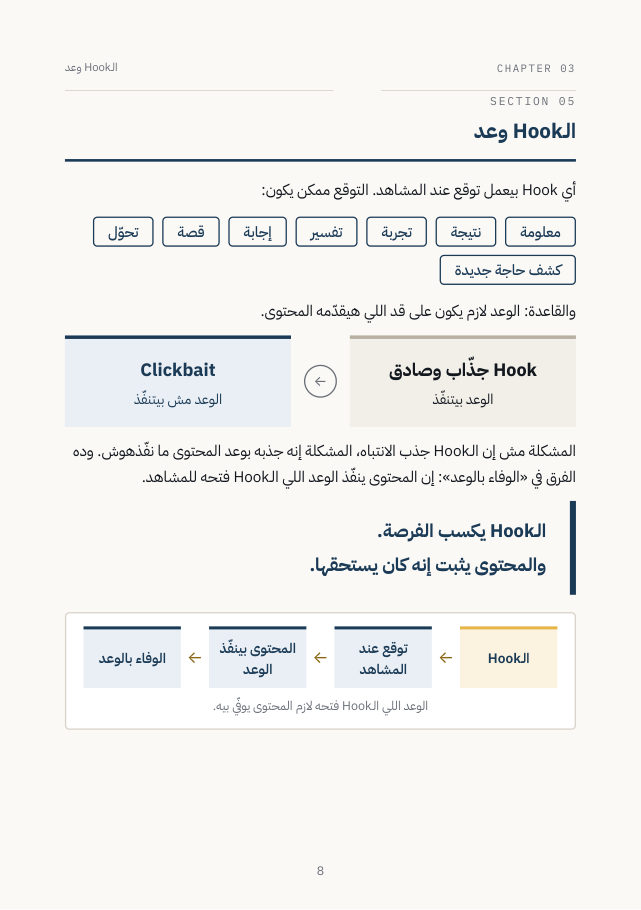 الـHook وعد
CHAPTER 03
SECTION 05
الـHook وعد
أي Hook بيعمل توقع عند المشاهد. التوقع ممكن يكون:
معلومة نتيجة تجربة تفسير إجابة قصة تحوّل
كشف حاجة جديدة
والقاعدة: الوعد لازم يكون على قد اللي هيقدّمه المحتوى.
Hook جذّاب وصادق
الوعد بيتنفّذ
←
Clickbait
الوعد مش بيتنفّذ
المشكلة مش إن الـHook جذب الانتباه، المشكلة إنه جذبه بوعد المحتوى ما نفّذهوش. وده
الفرق في «الوفاء بالوعد»: إن المحتوى ينفّذ الوعد اللي الـHook فتحه للمشاهد.
الـHook يكسب الفرصة.
والمحتوى يثبت إنه كان يستحقها.
الـHook
←
توقع عند
المشاهد
←
المحتوى بينفّذ
الوعد
←
الوفاء بالوعد
الوعد اللي الـHook فتحه لازم المحتوى يوفّي بيه.
8